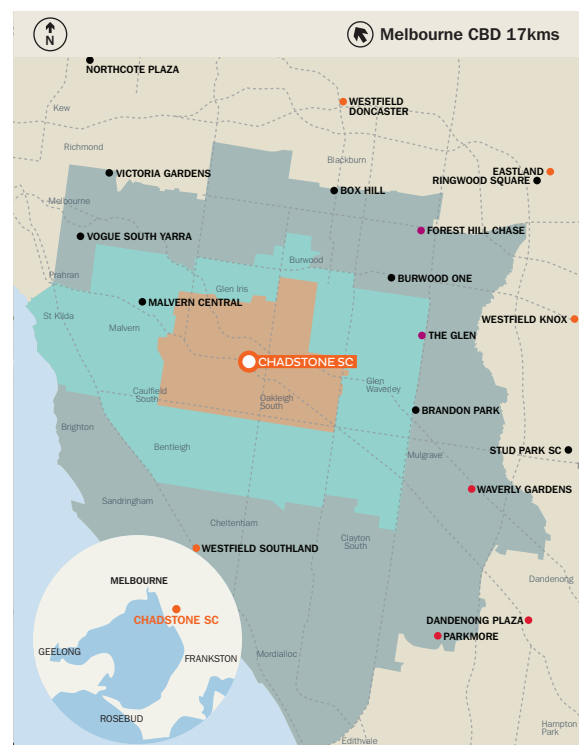 N
Melbourne CBD 17kms
NORTHCOTE PLAZA
WESTFIELD
DONCASTER
Kew
Richmond
Blackburn
EASTLAND
RINGWOOD SQUARE
VICTORIA GARDENS
BOX HILL
Melbourne
FOREST HILL CHASE
VOGUE SOUTH YARRA
Burwood
Prahran
BURWOOD ONE
Glen Iris
MALVERN CENTRAL
St Kilda
WESTFIELD KNOX
Malvern
THE GLEN
CHADSTONE SC
Glen
Waverley
Caulfield
South
Oakleigh
South
BRANDON PARK
Brighton
Bentleigh
Mulgrave
STUD PARK SC
WAVERLY GARDENS
Sandringham
Cheltenham
Clayton
South
WESTFIELD SOUTHLAND
Dandenong
MELBOURNE
CHADSTONE SC
DANDENONG PLAZA
PARKMORE
GEELONG
FRANKSTON
Mordialloc
ROSEBUD
Hampton
Park
Edithvale